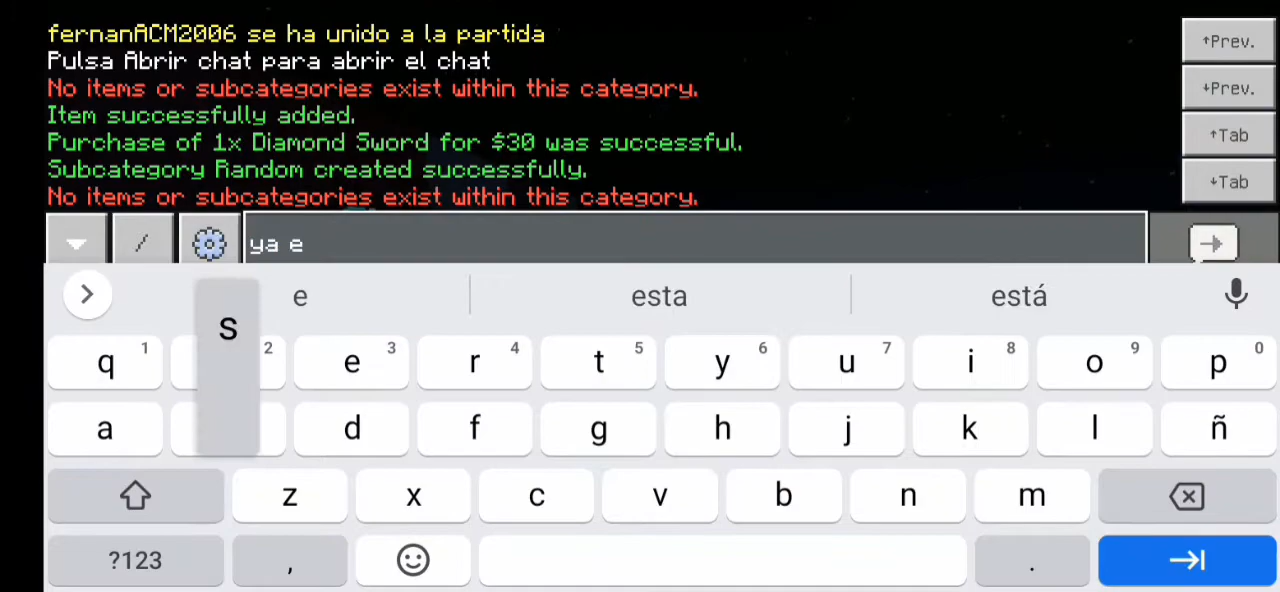 fernanACM2006 se ha unido a la partida
Pulsa Abrir chat para abrir el chat
No items or subcategories exist within this category.
Item successfully added.
Purchase of 1x Diamond Sword for $30 was successful.
Subcategory Random created successfully.
No items or subcategories exist within this category.
↑Prev.
↓Prev.
↑Tab
↓Tab
/ ya e
e esta está
s
q 1 2 e 3 r 4 t 5 y 6 u 7 i 8 o 9 p 0
a d f g h j k l ñ
z x c v b n m
?123 , .